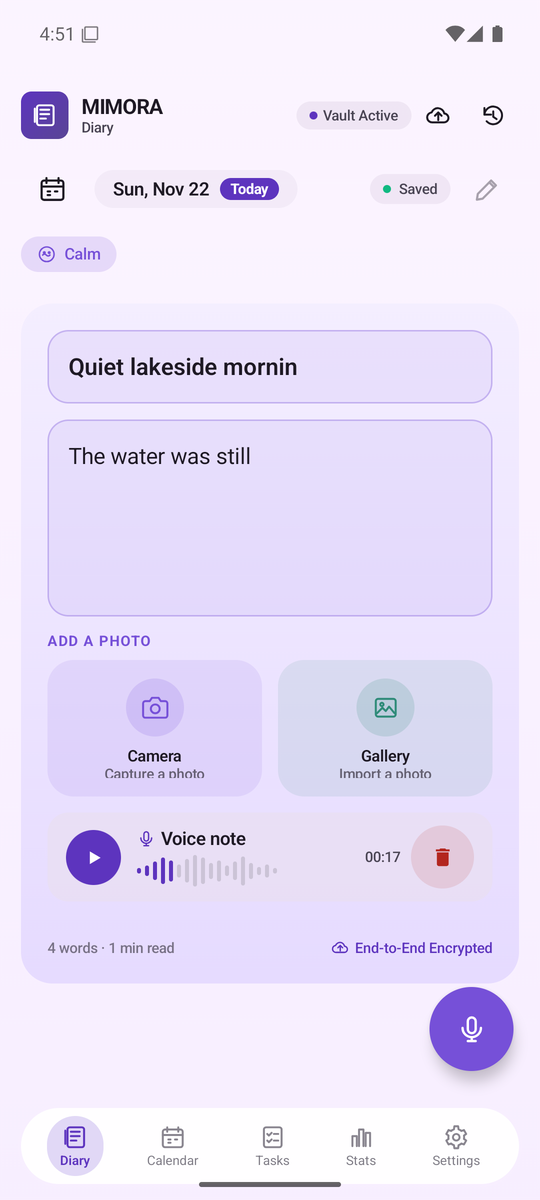 4:51
MIMORA
Diary
Vault Active
Sun, Nov 22
Today
Saved
Calm
Quiet lakeside mornin
The water was still
ADD A PHOTO
Camera
Capture a photo
Gallery
Import a photo
Voice note
00:17
4 words · 1 min read
End-to-End Encrypted
Diary
Calendar
Tasks
Stats
Settings